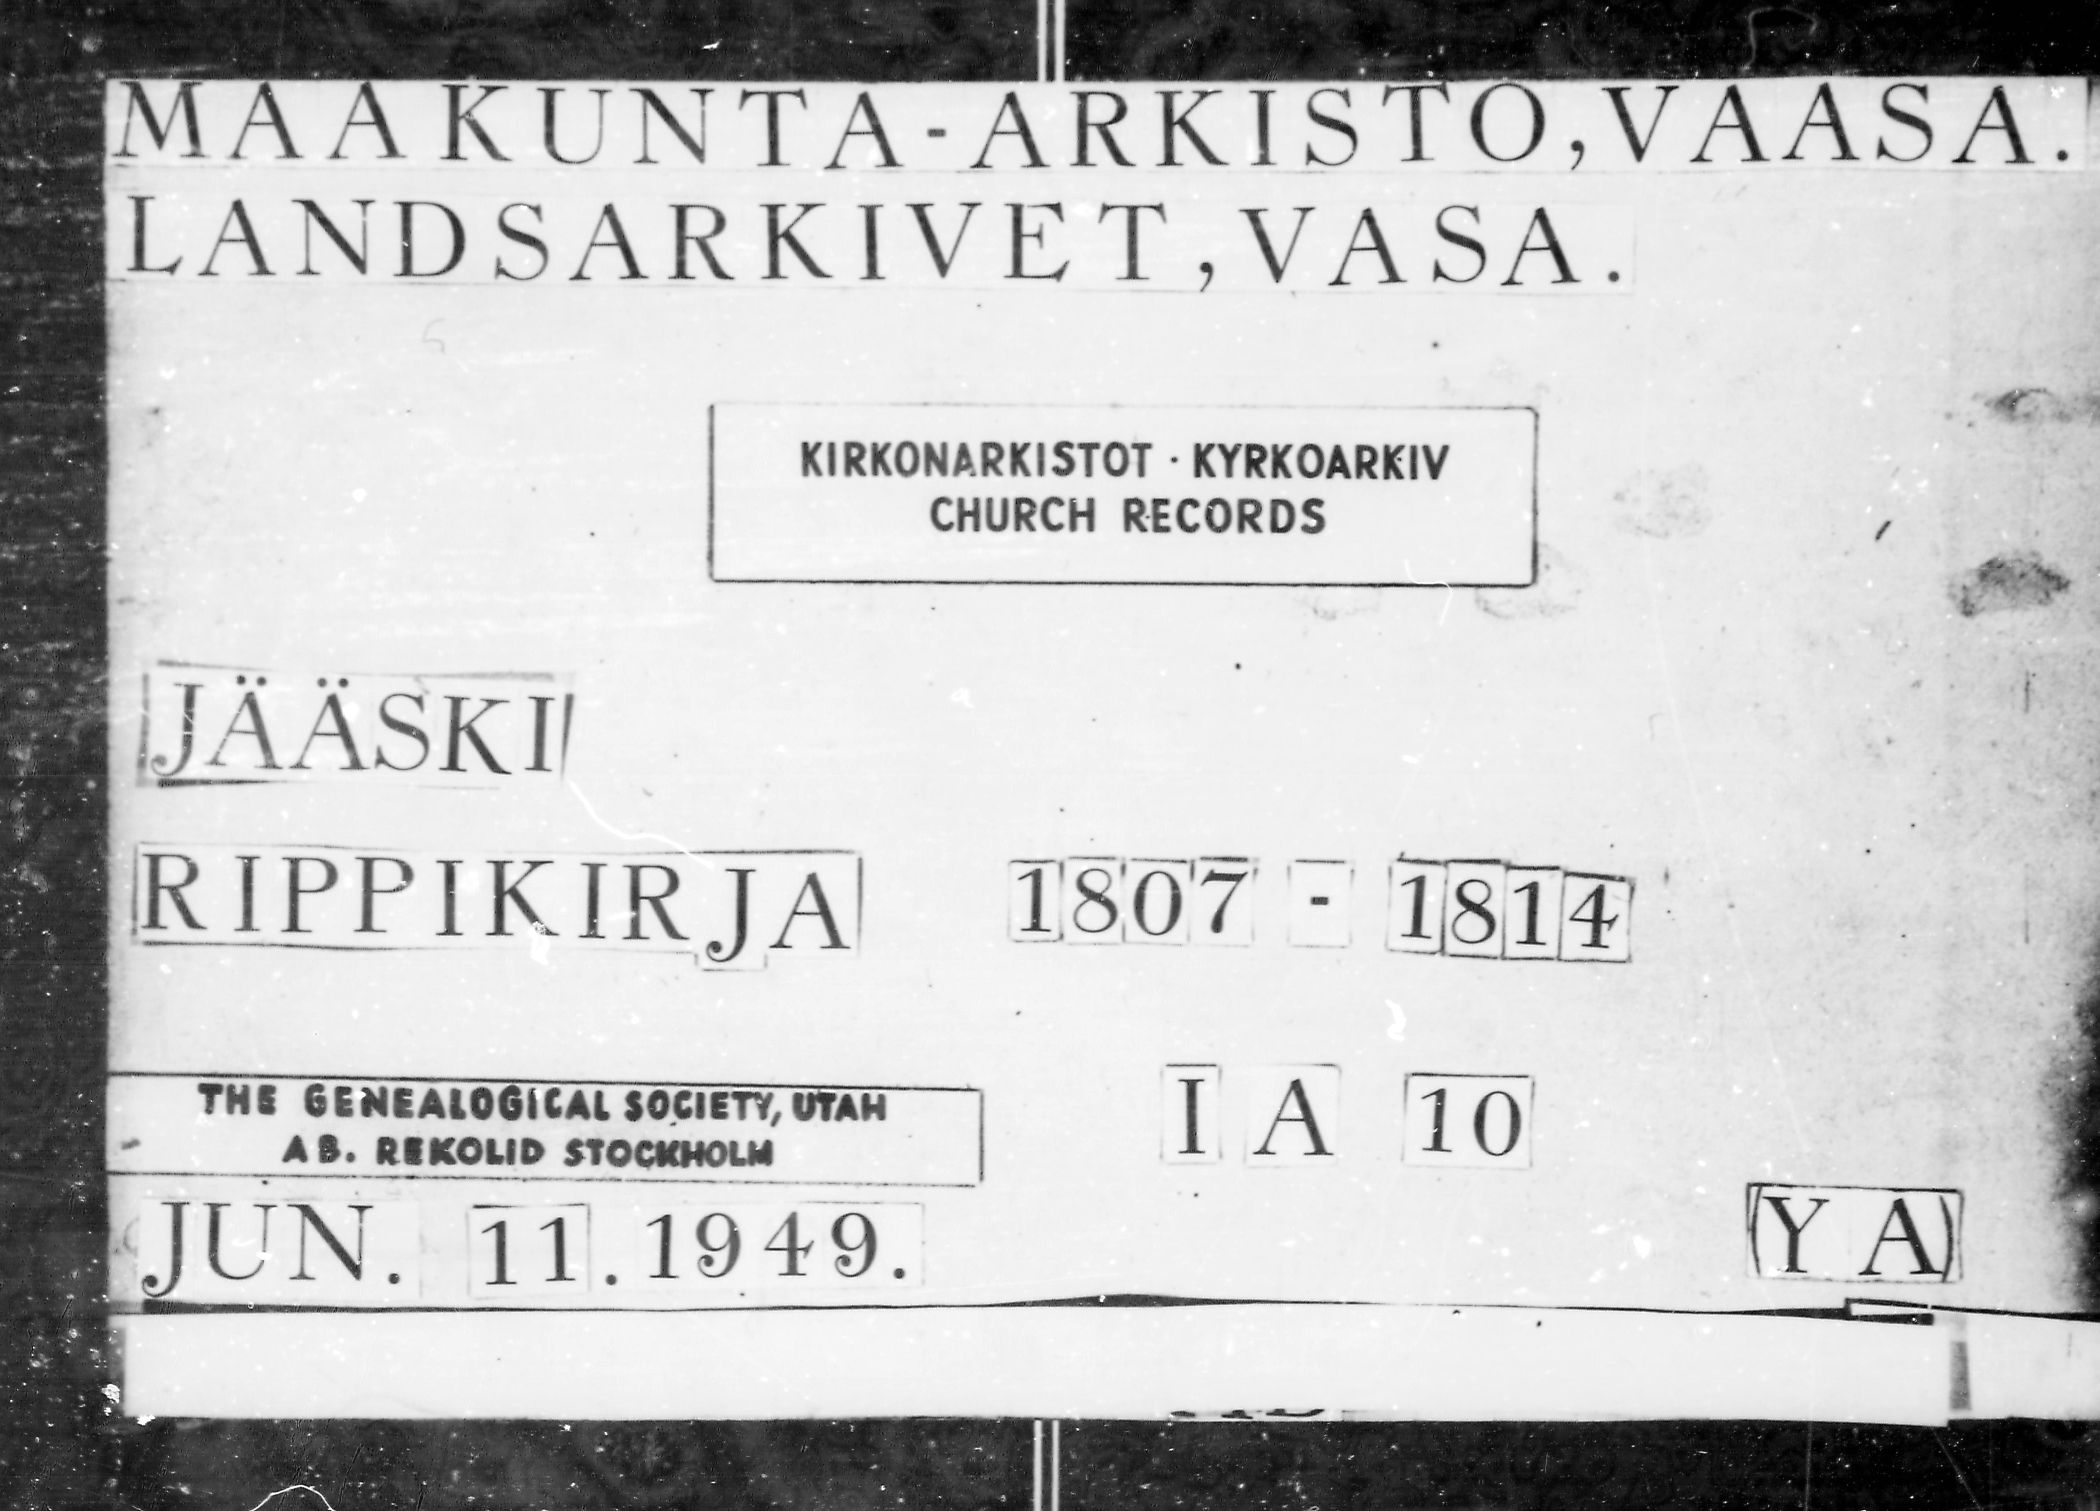 MAAKUNTA-ARKISTO, VAASA.
LANDSARKIVET, VASA.
KIRKONARKISTOT · KYRKOARKIV
CHURCH RECORDS
JÄÄSKI
RIPPIKIRJA 1807 - 1814
THE GENEALOGICAL SOCIETY, UTAH
AB. REKOLID STOCKHOLM
I A 10
JUN. 11. 1949.
(YA)